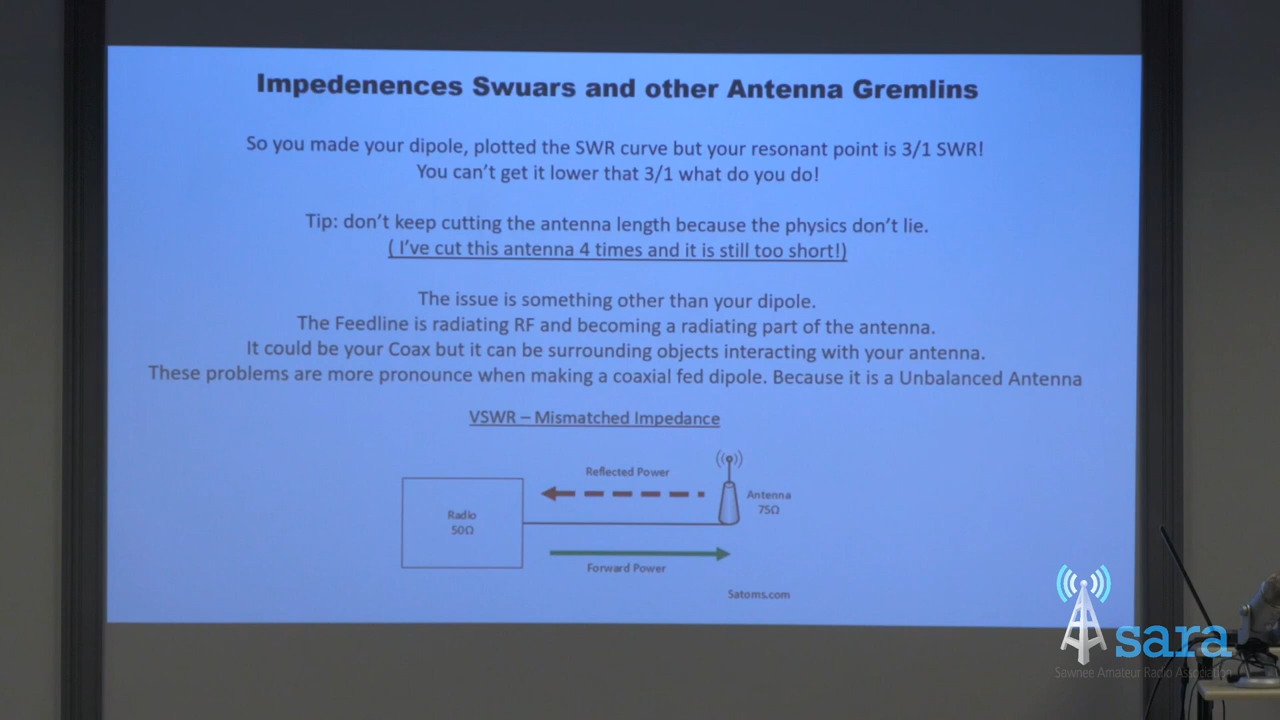 Impedenences Swuars and other Antenna Gremlins
So you made your dipole, plotted the SWR curve but your resonant point is 3/1 SWR!
You can't get it lower that 3/1 what do you do!
Tip: don't keep cutting the antenna length because the physics don't lie.
( I've cut this antenna 4 times and it is still too short!)
The issue is something other than your dipole.
The Feedline is radiating RF and becoming a radiating part of the antenna.
It could be your Coax but it can be surrounding objects interacting with your antenna.
These problems are more pronounce when making a coaxial fed dipole. Because it is a Unbalanced Antenna
VSWR – Mismatched Impedance
Reflected Power
Radio
50Ω
Antenna
75Ω
Forward Power
Satoms.com
sara
Sawnee Amateur Radio Association